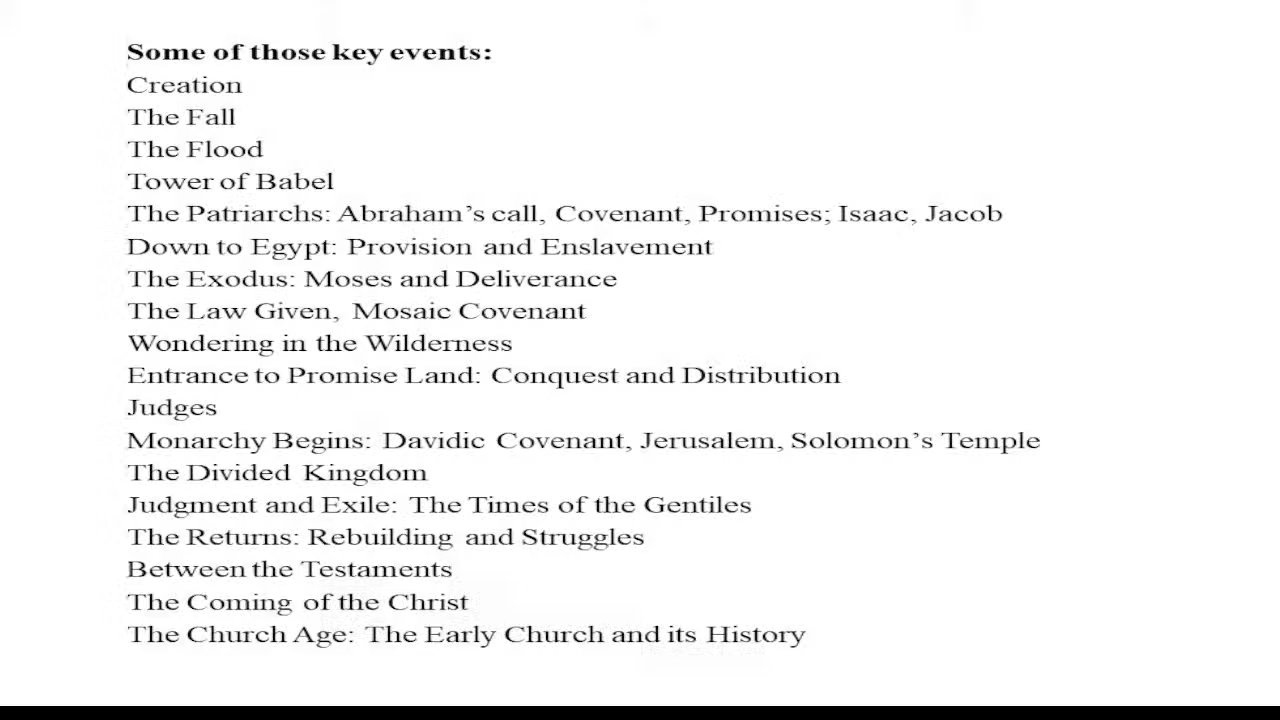 Some of those key events:
Creation
The Fall
The Flood
Tower of Babel
The Patriarchs: Abraham’s call, Covenant, Promises; Isaac, Jacob
Down to Egypt: Provision and Enslavement
The Exodus: Moses and Deliverance
The Law Given, Mosaic Covenant
Wondering in the Wilderness
Entrance to Promise Land: Conquest and Distribution
Judges
Monarchy Begins: Davidic Covenant, Jerusalem, Solomon’s Temple
The Divided Kingdom
Judgment and Exile: The Times of the Gentiles
The Returns: Rebuilding and Struggles
Between the Testaments
The Coming of the Christ
The Church Age: The Early Church and its History